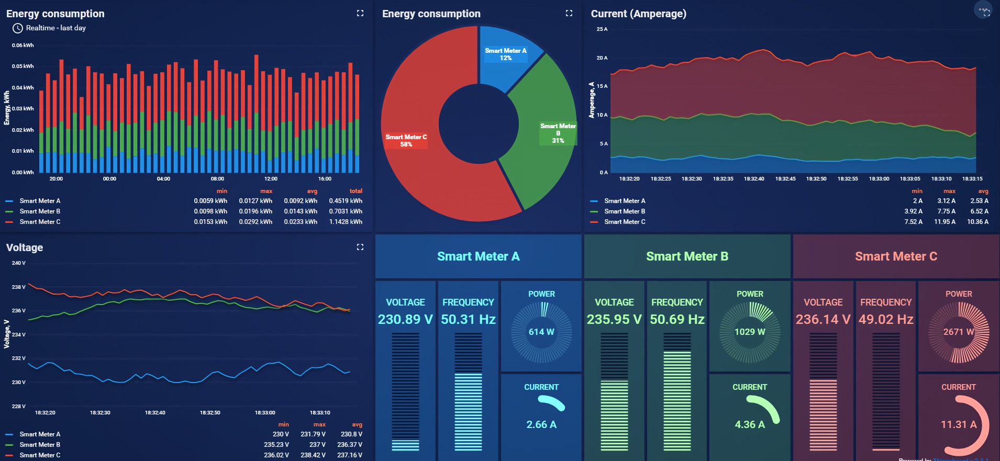 Energy consumption
Realtime - last day
0.06 kWh
0.05 kWh
0.04 kWh
0.03 kWh
0.02 kWh
0.01 kWh
0.00 kWh
Energy, kWh
20:00 00:00 04:00 08:00 12:00 16:00
min max avg total
Smart Meter A 0.0059 kWh 0.0127 kWh 0.0092 kWh 0.4519 kWh
Smart Meter B 0.0098 kWh 0.0196 kWh 0.0143 kWh 0.7031 kWh
Smart Meter C 0.0153 kWh 0.0292 kWh 0.0233 kWh 1.1428 kWh
Energy consumption
Smart Meter A
12%
Smart Meter
B
31%
Smart Meter C
58%
Current (Amperage)
25 A
20 A
15 A
10 A
5 A
0 A
Amperage, A
18:32:20 18:32:25 18:32:30 18:32:35 18:32:40 18:32:45 18:32:50 18:32:55 18:33:00 18:33:05 18:33:10 18:33:15
min max avg
Smart Meter A 2 A 3.12 A 2.53 A
Smart Meter B 3.92 A 7.75 A 6.52 A
Smart Meter C 7.52 A 11.95 A 10.36 A
Voltage
240 V
238 V
236 V
234 V
232 V
230 V
228 V
Voltage, V
18:32:20 18:32:30 18:32:40 18:32:50 18:33:00 18:33:10
min max avg
Smart Meter A 230 V 231.79 V 230.8 V
Smart Meter B 235.23 V 237 V 236.37 V
Smart Meter C 236.02 V 238.42 V 237.16 V
Smart Meter A
VOLTAGE
230.89 V
FREQUENCY
50.31 Hz
POWER
614 W
CURRENT
2.66 A
Smart Meter B
VOLTAGE
235.95 V
FREQUENCY
50.69 Hz
POWER
1029 W
CURRENT
4.36 A
Smart Meter C
VOLTAGE
236.14 V
FREQUENCY
49.02 Hz
POWER
2671 W
CURRENT
11.31 A
Powered by Thingsboard v.2.3.1